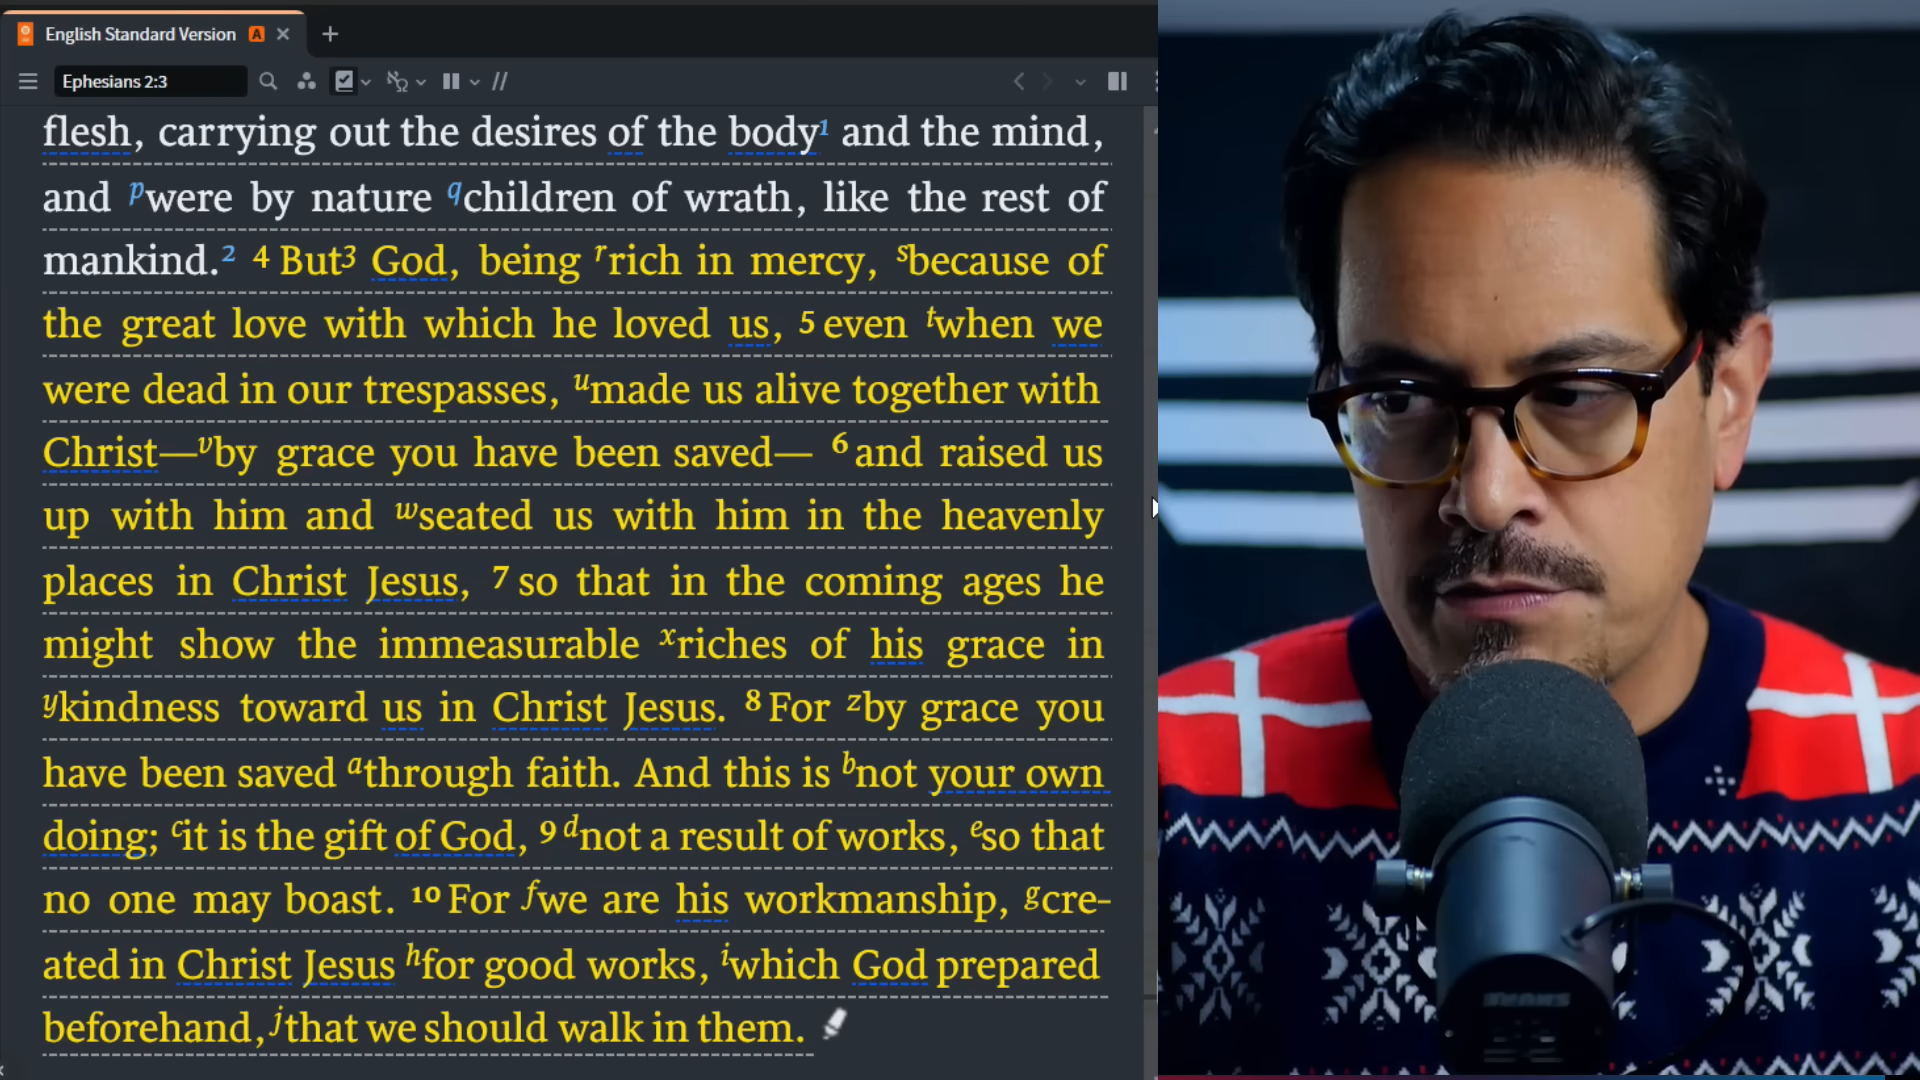 English Standard Version A
Ephesians 2:3
flesh, carrying out the desires of the body1 and the mind,
and pwere by nature qchildren of wrath, like the rest of
mankind.2 4 But3 God, being rrich in mercy, sbecause of
the great love with which he loved us, 5 even twhen we
were dead in our trespasses, umade us alive together with
Christ—vby grace you have been saved— 6 and raised us
up with him and wseated us with him in the heavenly
places in Christ Jesus, 7 so that in the coming ages he
might show the immeasurable xriches of his grace in
ykindness toward us in Christ Jesus. 8 For zby grace you
have been saved athrough faith. And this is bnot your own
doing; cit is the gift of God, 9 dnot a result of works, eso that
no one may boast. 10 For fwe are his workmanship, gcre-
ated in Christ Jesus hfor good works, iwhich God prepared
beforehand, jthat we should walk in them.